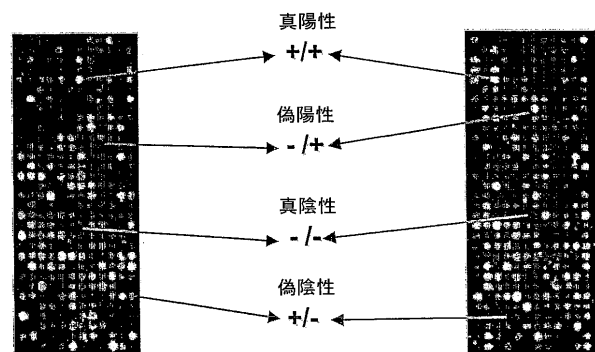 真陽性
+/+
偽陽性
- /+
真陰性
- /-
偽陰性
+/-